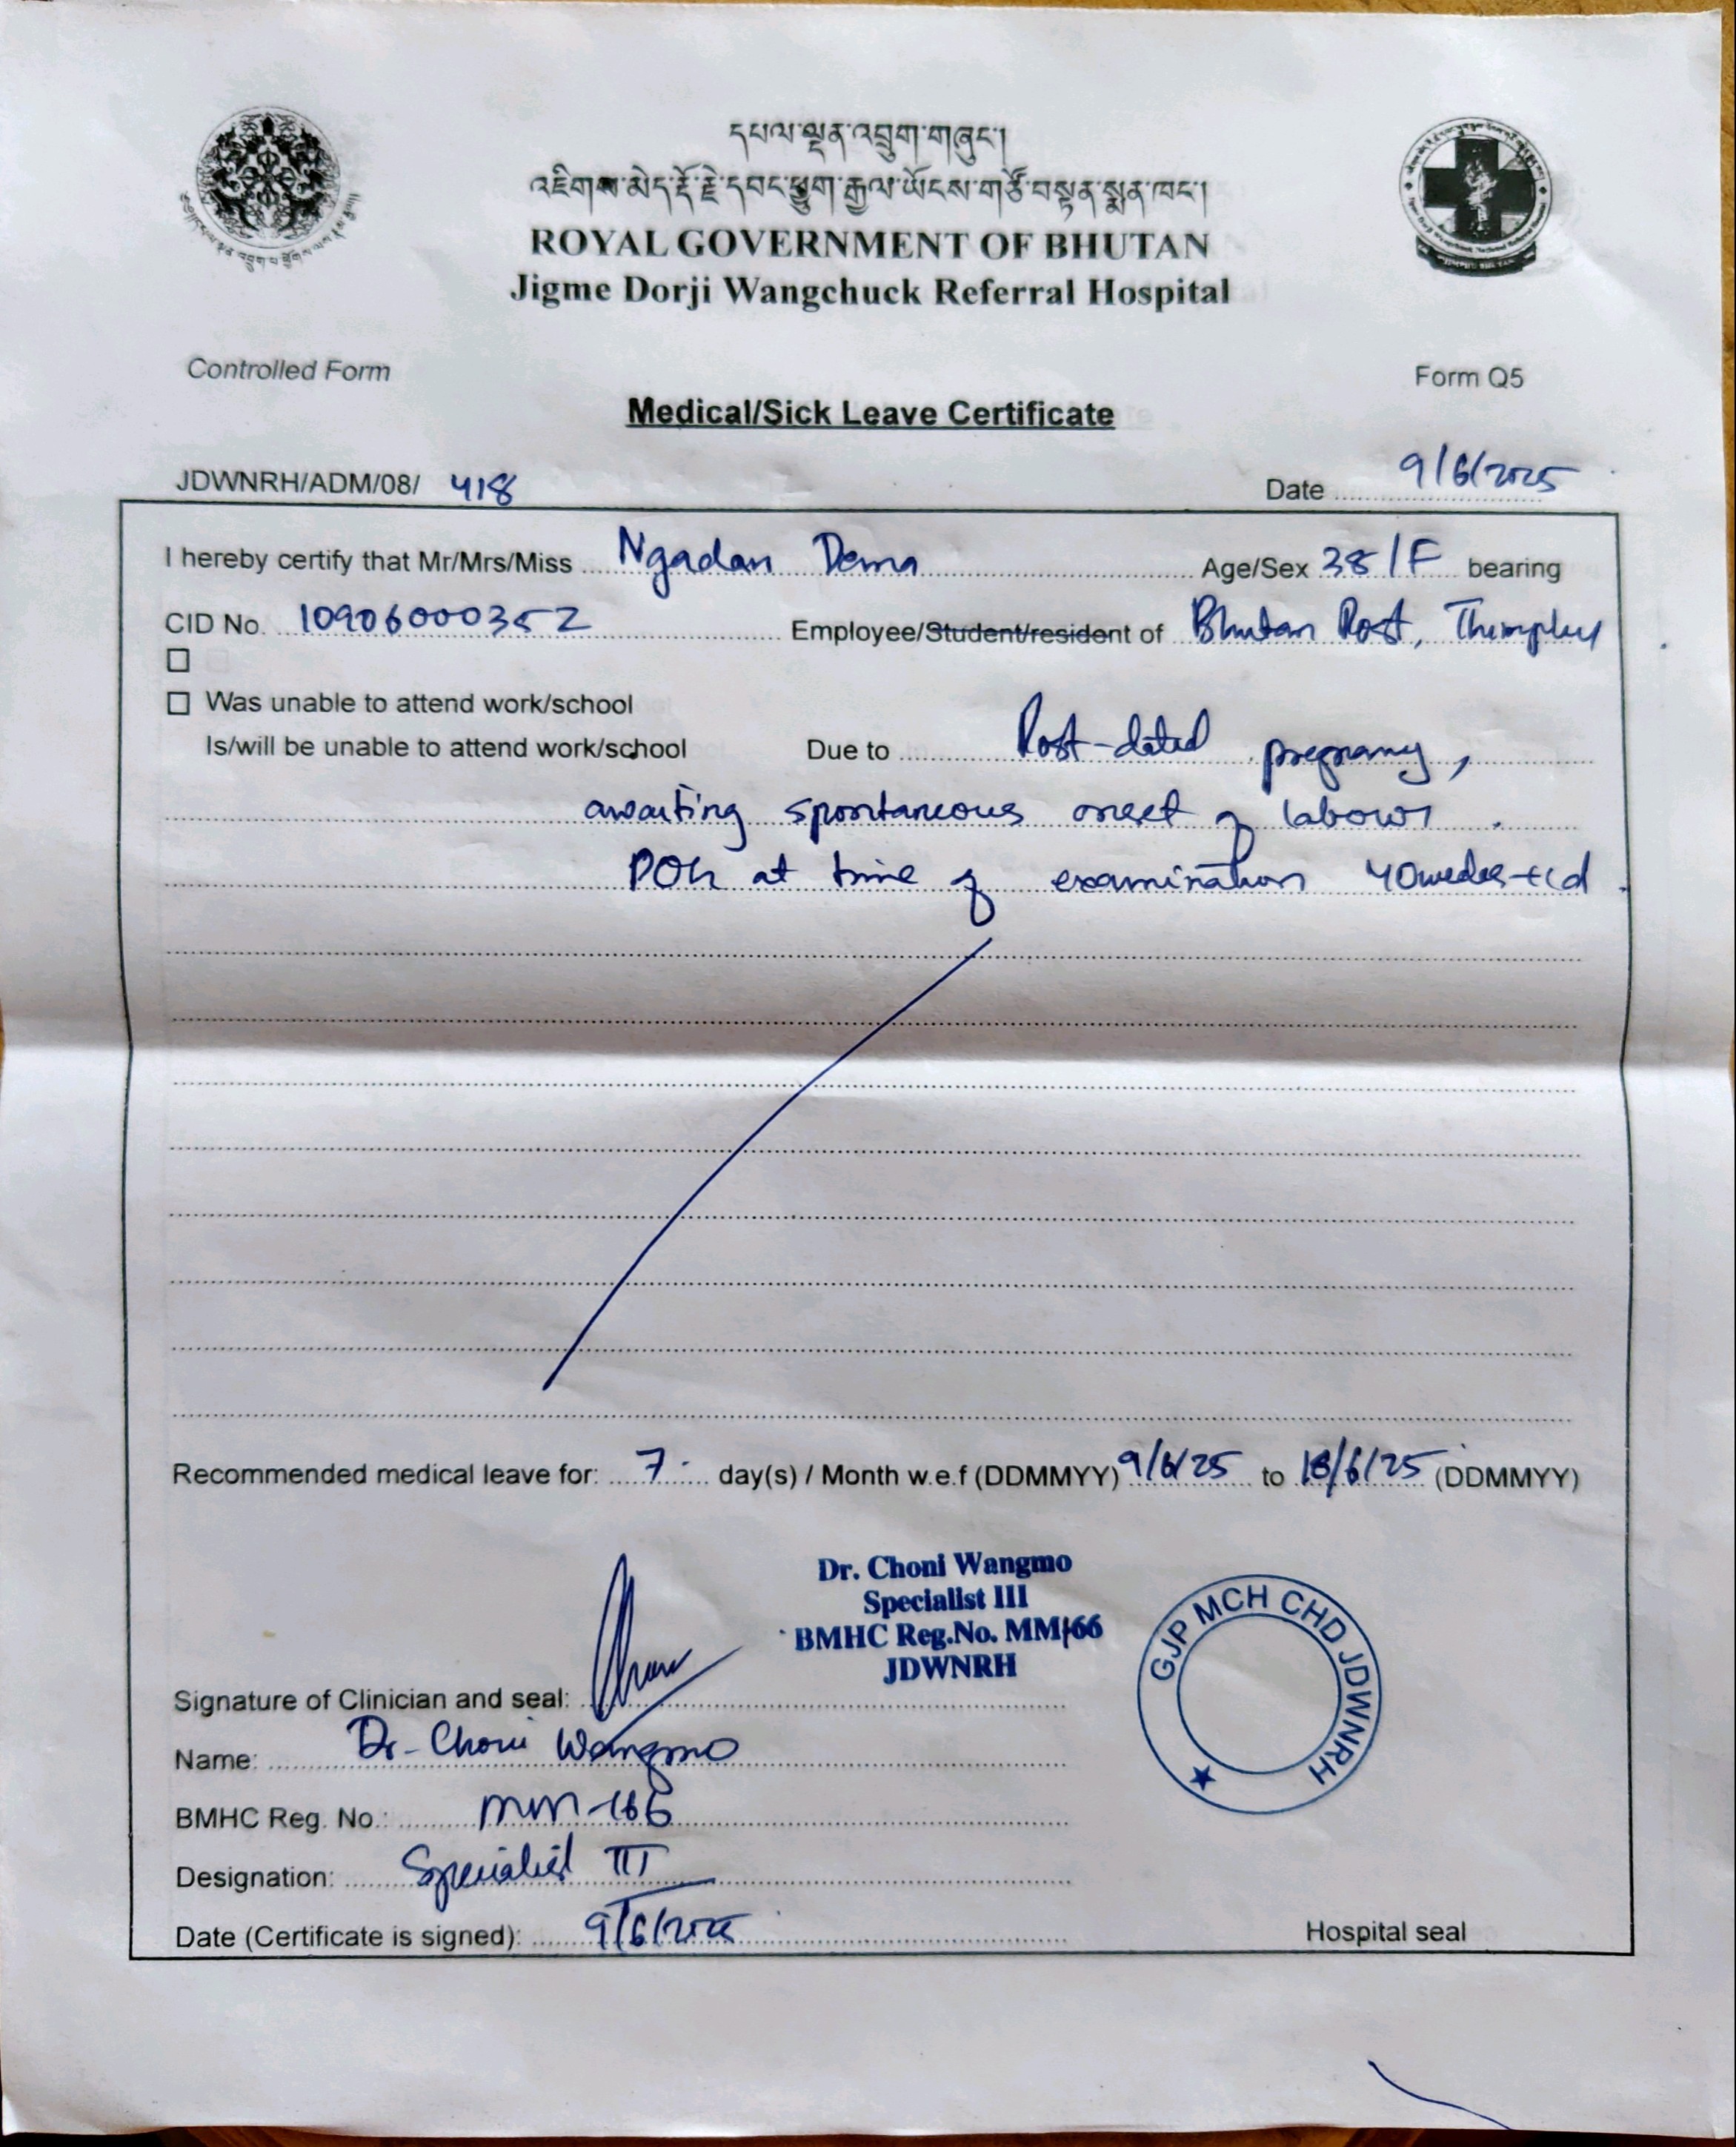 དཔལ་ལྡན་འབྲུག་གཞུང་།
འཇིགས་མེད་རྡོ་རྗེ་དབང་ཕྱུག་རྒྱལ་ཡོངས་གཙོ་བསྟེན་སྨན་ཁང་།
ROYAL GOVERNMENT OF BHUTAN
Jigme Dorji Wangchuck Referral Hospital
Controlled Form
Form Q5
Medical/Sick Leave Certificate
JDWNRH/ADM/08/ 418
Date 9/6/2025
I hereby certify that Mr/Mrs/Miss Ngadan Dema Age/Sex 38/F bearing
CID No. 10906000352 Employee/Student/resident of Bhutan Post, Thimphu
☐
☐ Was unable to attend work/school
Is/will be unable to attend work/school Due to Post-dated pregnancy,
awaiting spontaneous onset of labour.
POG at time of examination 40weeks
Recommended medical leave for: 7 day(s) / Month w.e.f (DDMMYY) 9/6/25 to /6/25 (DDMMYY)
Dr. Choni Wangmo
Specialist III
BMHC Reg.No. MM-166
JDWNRH
GJP MCH CHD JDWNRH
Signature of Clinician and seal:
Name: Dr. Choni Wangmo
BMHC Reg. No.: MM-166
Designation: Specialist III
Date (Certificate is signed): 9/6/2025
Hospital seal